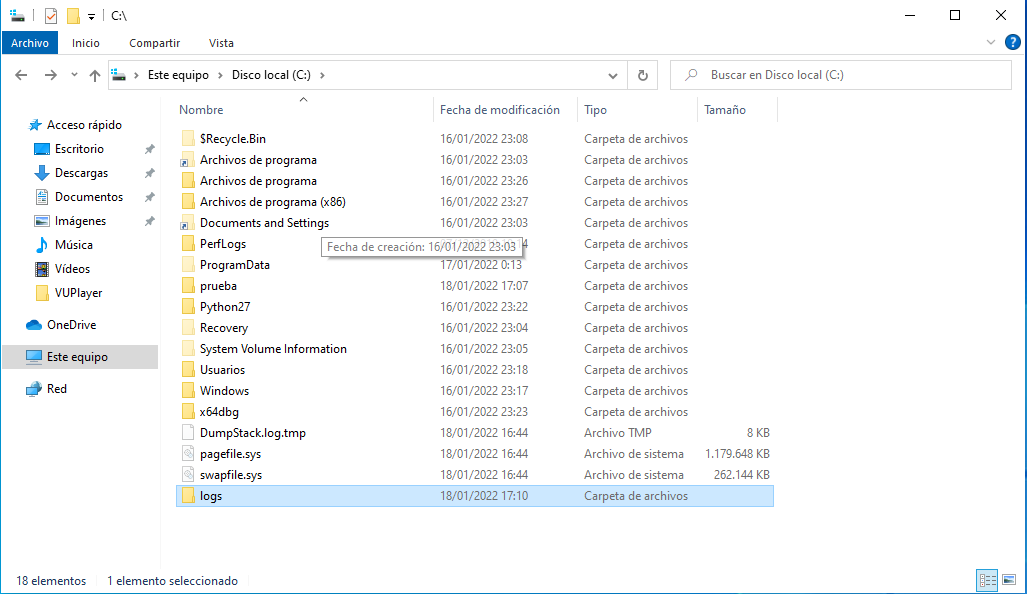 C:\
Archivo Inicio Compartir Vista
Este equipo Disco local (C:)
Buscar en Disco local (C:)
Nombre Fecha de modificación Tipo Tamaño
Acceso rápido
Escritorio
Descargas
Documentos
Imágenes
Música
Vídeos
VUPlayer
OneDrive
Este equipo
Red
$Recycle.Bin 16/01/2022 23:08 Carpeta de archivos
Archivos de programa 16/01/2022 23:03 Carpeta de archivos
Archivos de programa 16/01/2022 23:26 Carpeta de archivos
Archivos de programa (x86) 16/01/2022 23:27 Carpeta de archivos
Documents and Settings 16/01/2022 23:03 Carpeta de archivos
PerfLogs Carpeta de archivos
Fecha de creación: 16/01/2022 23:03
ProgramData 17/01/2022 0:13 Carpeta de archivos
prueba 18/01/2022 17:07 Carpeta de archivos
Python27 16/01/2022 23:22 Carpeta de archivos
Recovery 16/01/2022 23:04 Carpeta de archivos
System Volume Information 16/01/2022 23:05 Carpeta de archivos
Usuarios 16/01/2022 23:18 Carpeta de archivos
Windows 16/01/2022 23:17 Carpeta de archivos
x64dbg 16/01/2022 23:23 Carpeta de archivos
DumpStack.log.tmp 18/01/2022 16:44 Archivo TMP 8 KB
pagefile.sys 18/01/2022 16:44 Archivo de sistema 1.179.648 KB
swapfile.sys 18/01/2022 16:44 Archivo de sistema 262.144 KB
logs 18/01/2022 17:10 Carpeta de archivos
18 elementos 1 elemento seleccionado